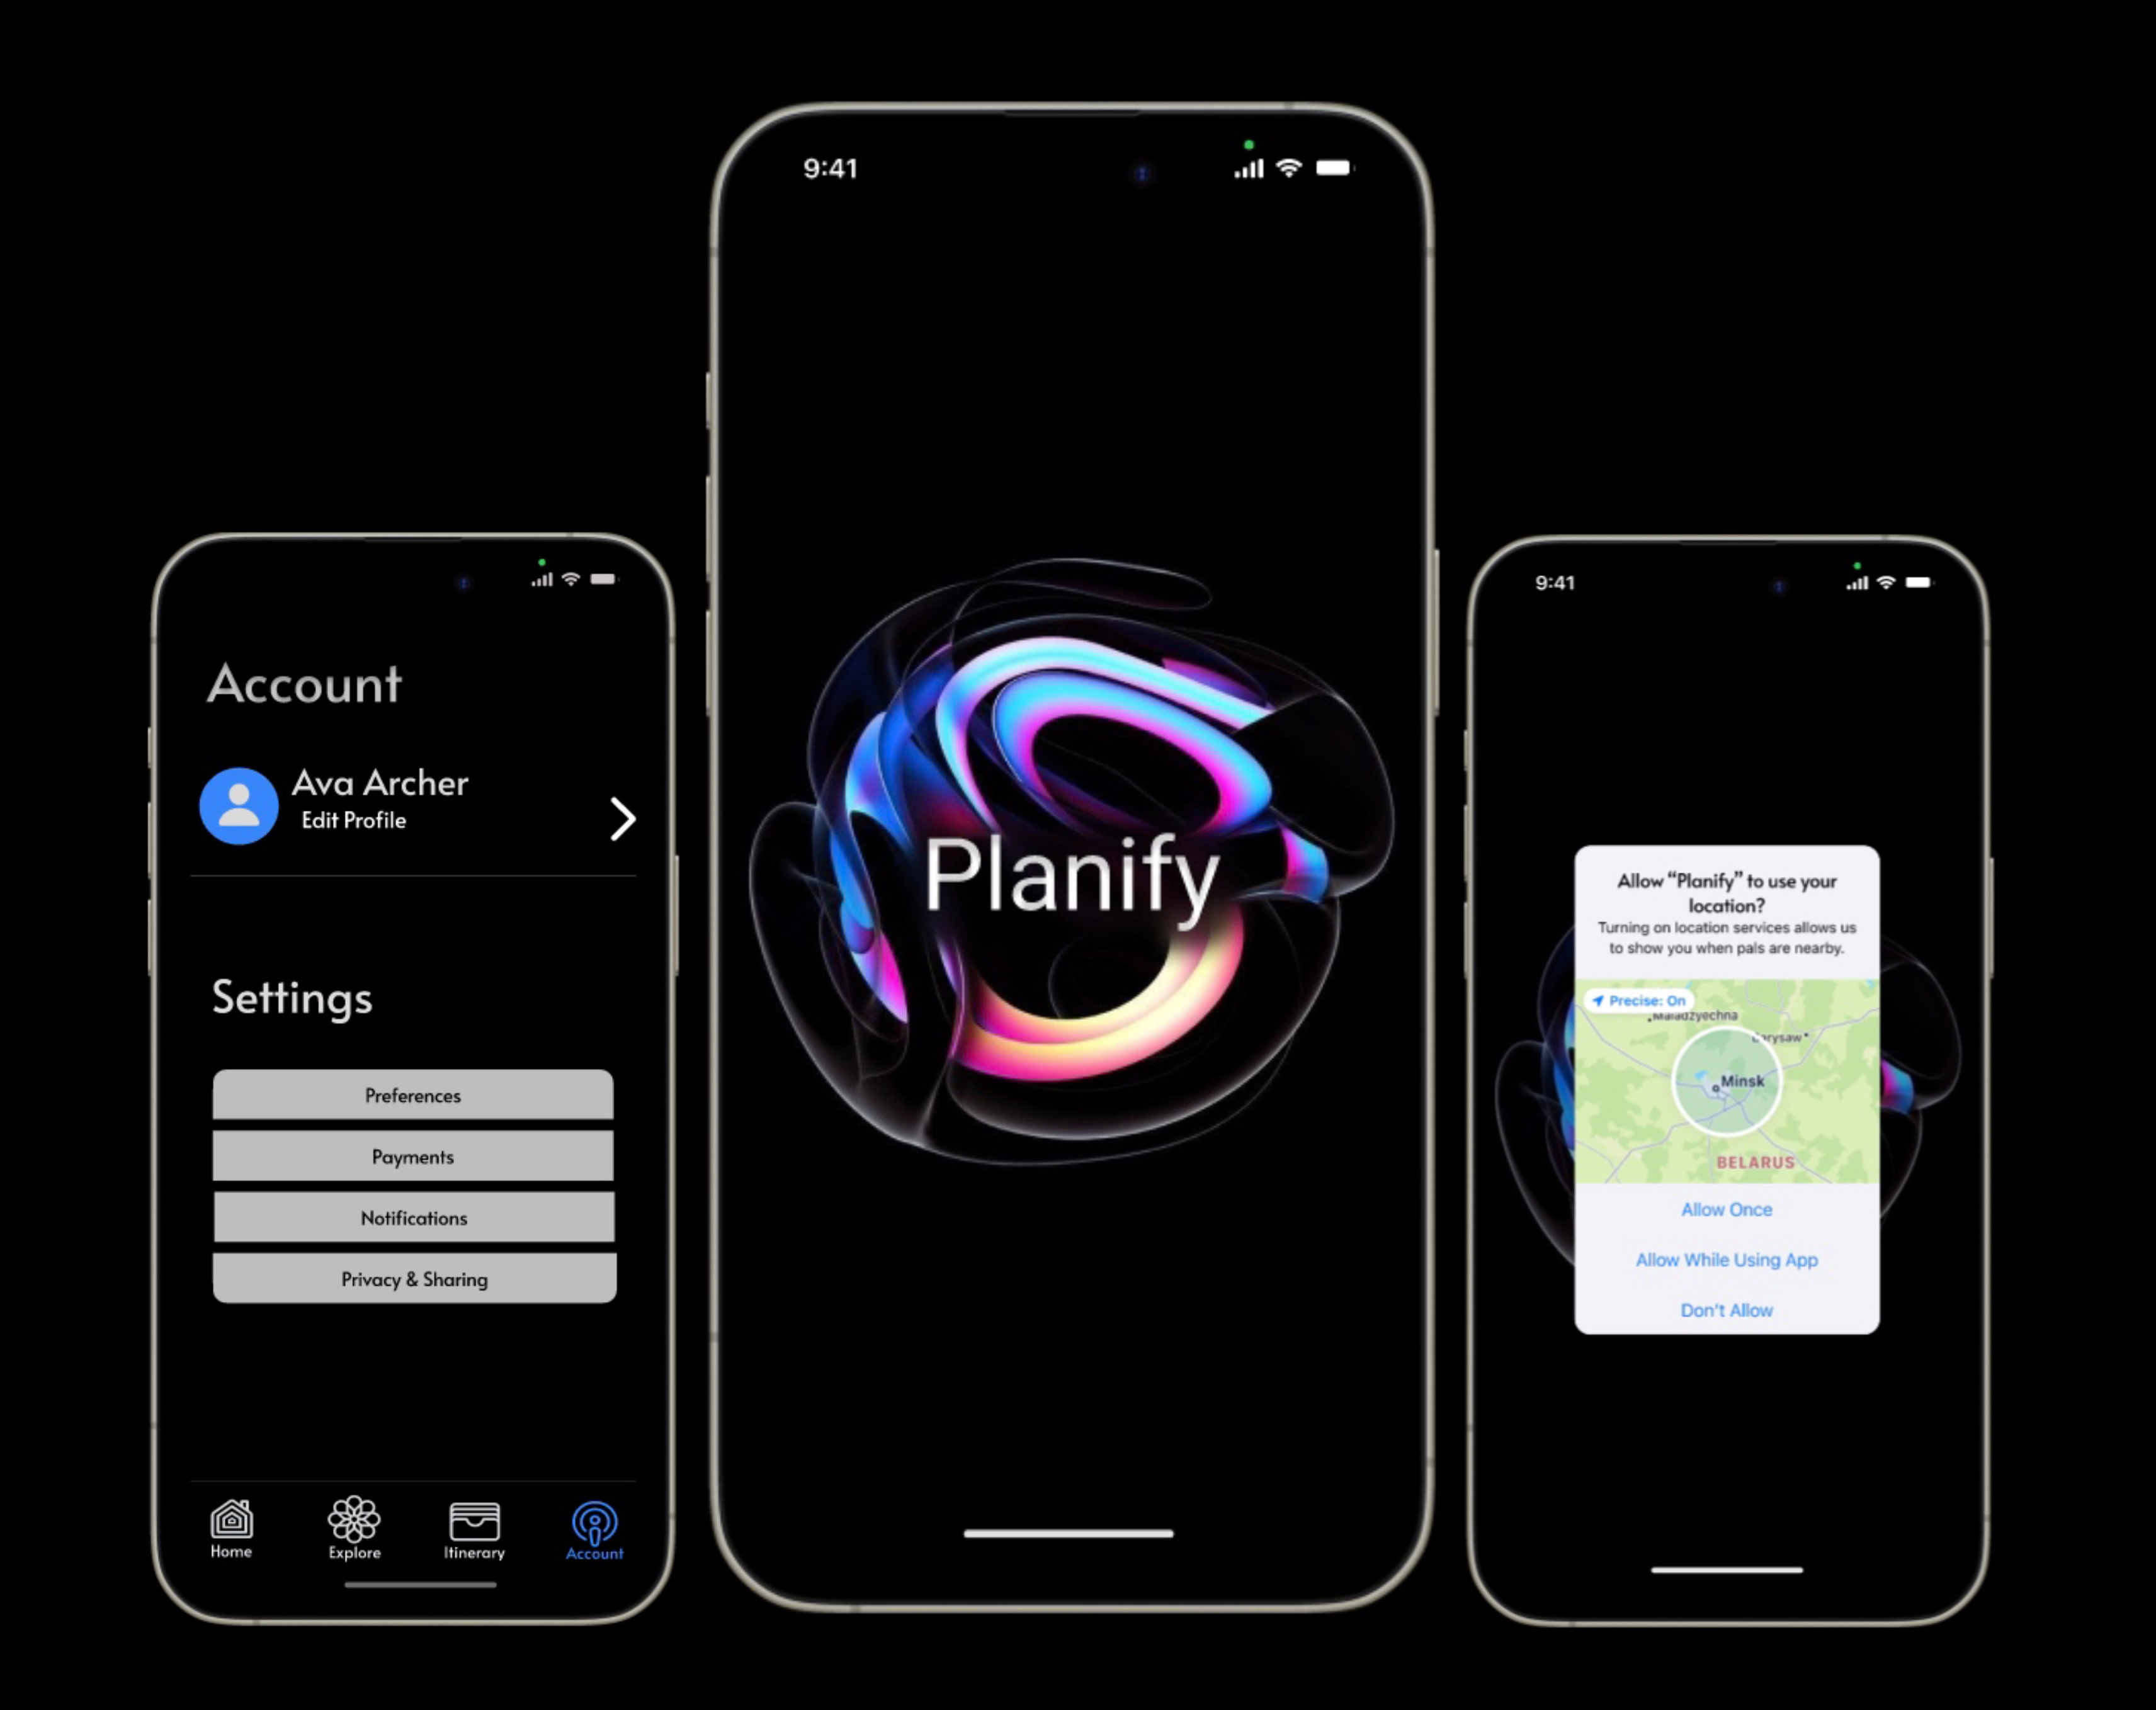 Account
Ava Archer
Edit Profile
Settings
Preferences
Payments
Notifications
Privacy & Sharing
Home
Explore
Itinerary
Account
9:41
Planify
9:41
Allow “Planify” to use your
location?
Turning on location services allows us
to show you when pals are nearby.
Precise: On
Maladzyechna
Minsk
BELARUS
Allow Once
Allow While Using App
Don’t Allow